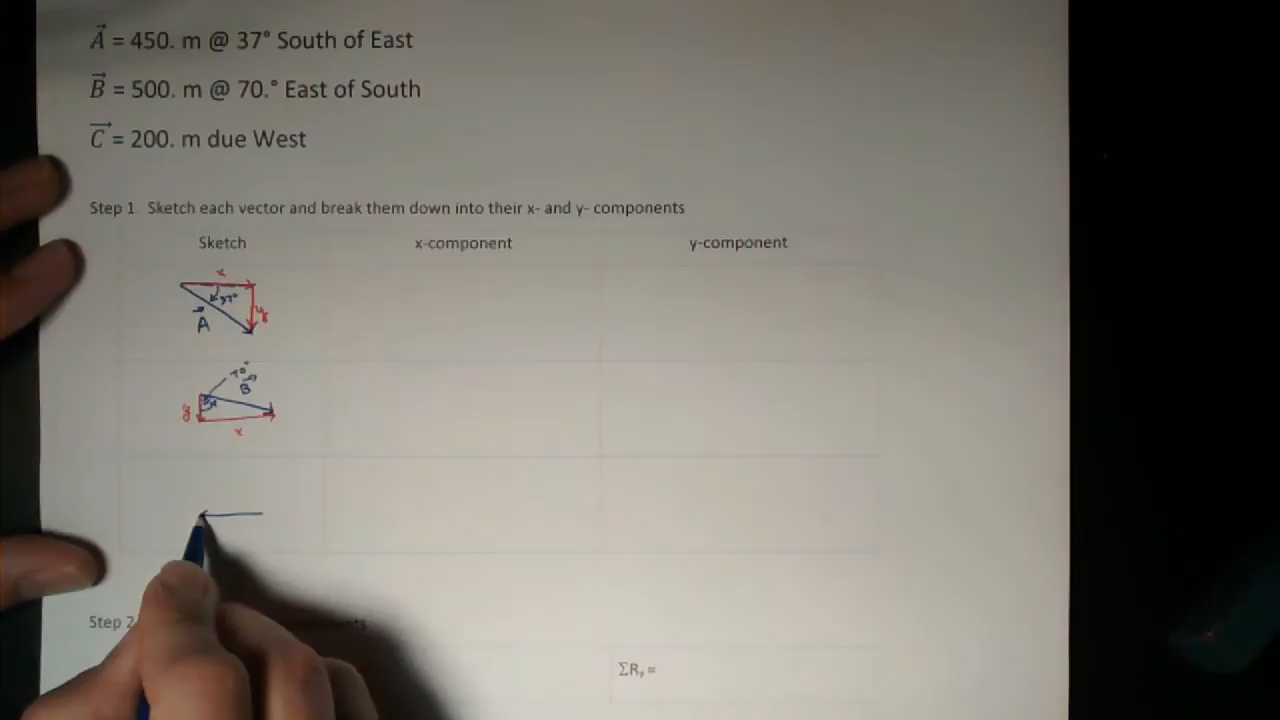 A⃗ = 450. m @ 37° South of East
B⃗ = 500. m @ 70.° East of South
C⃗ = 200. m due West
Step 1 Sketch each vector and break them down into their x- and y- components
Sketch x-component y-component
x
37°
y
A⃗
70°
B⃗
y
x
Step 2
ΣRᵧ =